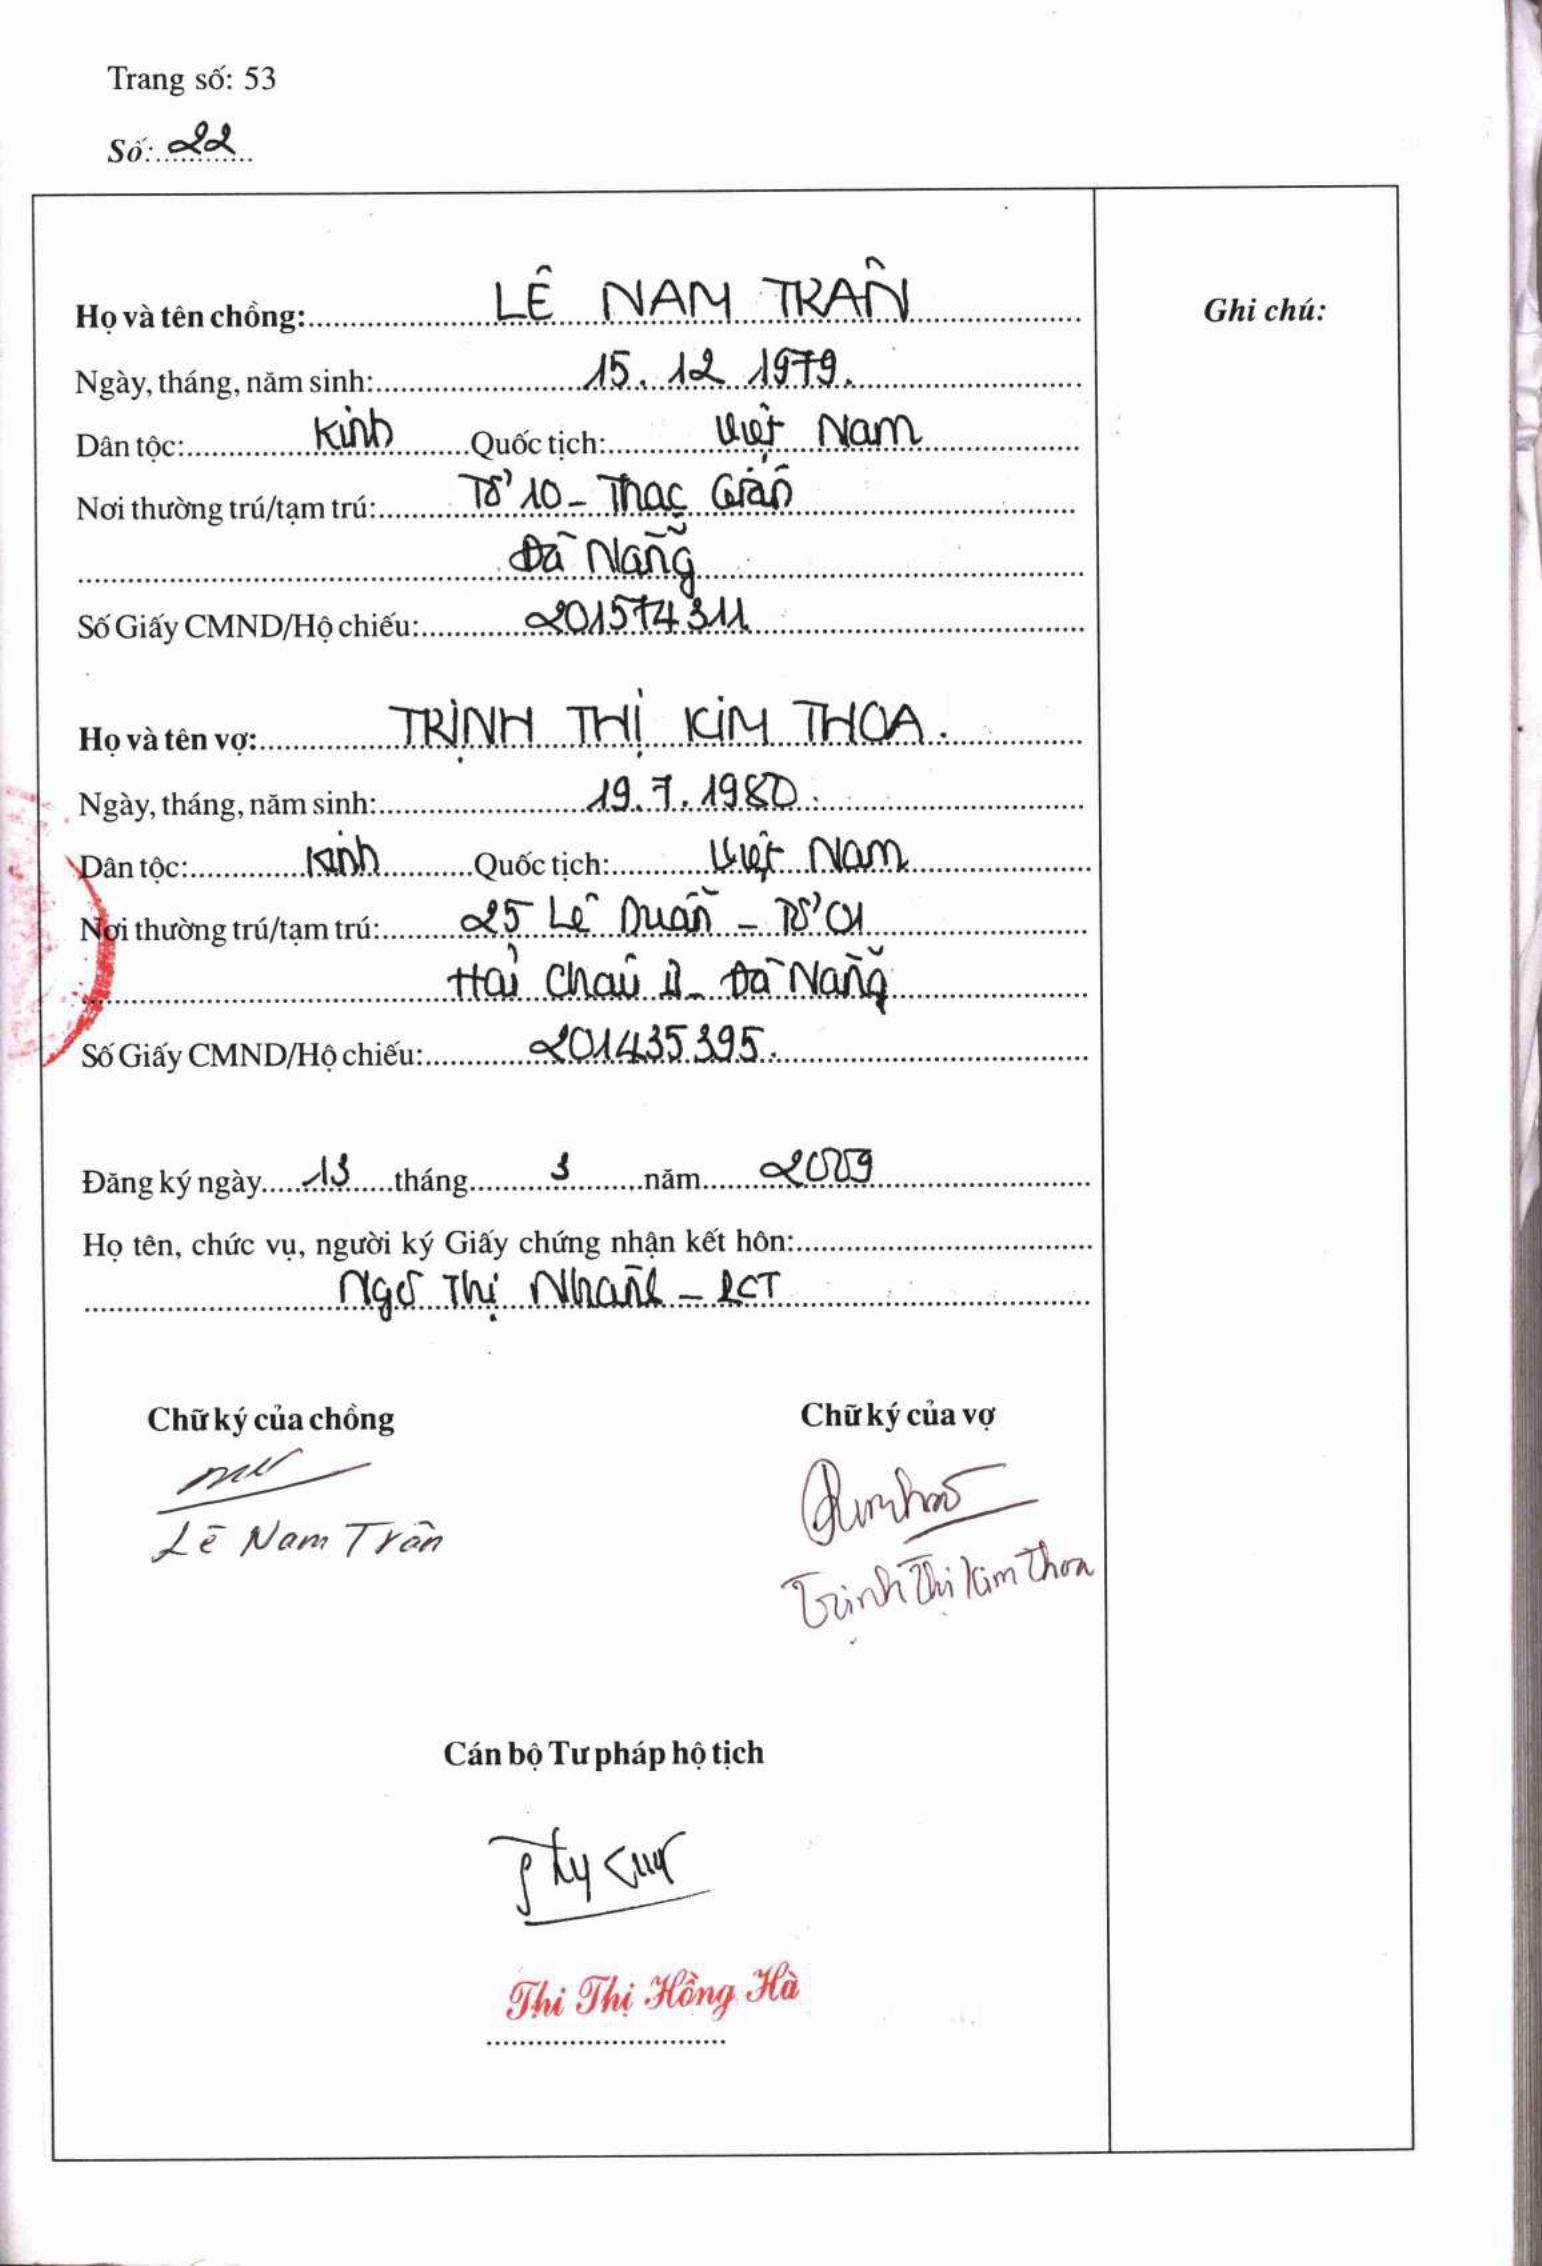 Trang số: 53
Số: 22
Họ và tên chồng: LÊ NAM TRÂN
Ghi chú:
Ngày, tháng, năm sinh: 15. 12 1979.
Dân tộc: Kinh Quốc tịch: Việt Nam
Nơi thường trú/tạm trú: Tổ 10 - Thạc Gián
Đà Nẵng
Số Giấy CMND/Hộ chiếu: 201574311
Họ và tên vợ: TRỊNH THỊ KIM THOA.
Ngày, tháng, năm sinh: 19. 7. 1980.
Dân tộc: Kinh Quốc tịch: Việt Nam
Nơi thường trú/tạm trú: 25 Lê Duẩn - Tổ 01
Hải Châu II - Đà Nẵng
Số Giấy CMND/Hộ chiếu: 201435395.
Đăng ký ngày 13 tháng 3 năm 2009
Họ tên, chức vụ, người ký Giấy chứng nhận kết hôn:
Ngô Thị - PCT
Chữ ký của chồng Chữ ký của vợ
Lê Nam Trân
Trịnh Thị Kim Thoa
Cán bộ Tư pháp hộ tịch
Thi Thị Hồng Hà